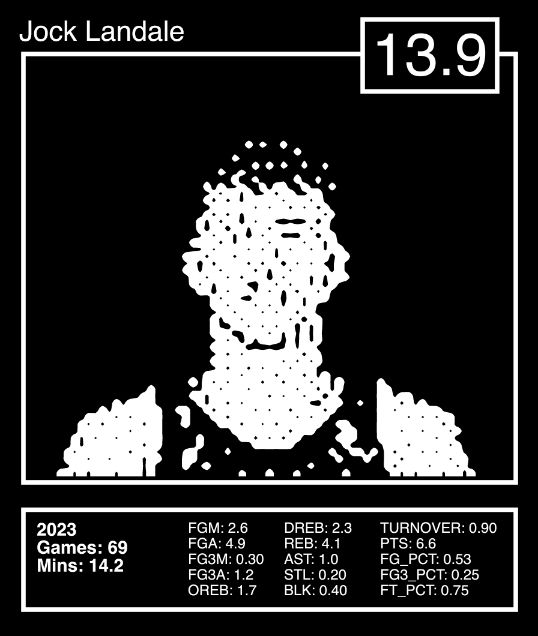 Jock Landale
13.9
2023
Games: 69
Mins: 14.2
FGM: 2.6
FGA: 4.9
FG3M: 0.30
FG3A: 1.2
OREB: 1.7
DREB: 2.3
REB: 4.1
AST: 1.0
STL: 0.20
BLK: 0.40
TURNOVER: 0.90
PTS: 6.6
FG_PCT: 0.53
FG3_PCT: 0.25
FT_PCT: 0.75